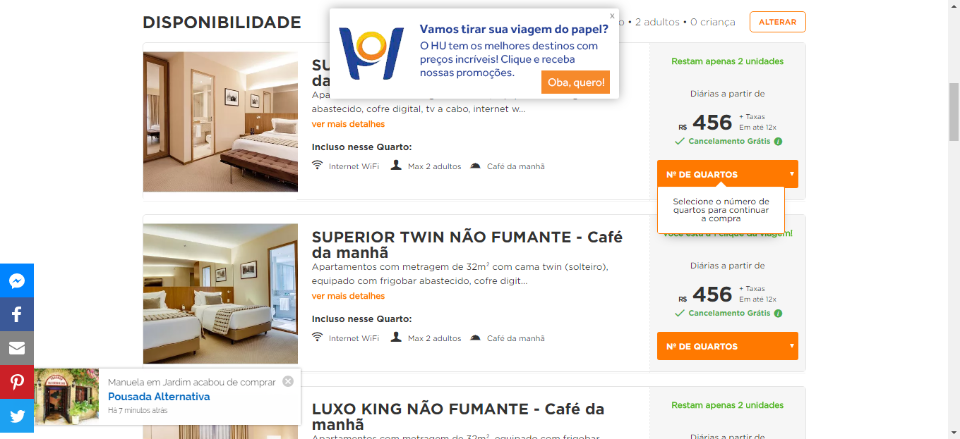 DISPONIBILIDADE
• 2 adultos • 0 criança
ALTERAR
x
Vamos tirar sua viagem do papel?
O HU tem os melhores destinos com
preços incríveis! Clique e receba
nossas promoções.
Oba, quero!
da
abastecido, cofre digital, tv a cabo, internet w...
ver mais detalhes
Incluso nesse Quarto:
Internet WiFi Max 2 adultos Café da manhã
Restam apenas 2 unidades
Diárias a partir de
R$ 456 + Taxas
Em até 12x
Cancelamento Grátis
Nº DE QUARTOS
Selecione o número de
quartos para continuar
a compra
SUPERIOR TWIN NÃO FUMANTE - Café
da manhã
Apartamentos com metragem de 32m² com cama twin (solteiro),
equipado com frigobar abastecido, cofre digit...
ver mais detalhes
Incluso nesse Quarto:
Internet WiFi Max 2 adultos Café da manhã
Você está a 1 clique da viagem!
Diárias a partir de
R$ 456 + Taxas
Em até 12x
Cancelamento Grátis
Nº DE QUARTOS
Manuela em Jardim acabou de comprar
Pousada Alternativa
Há 7 minutos atrás
LUXO KING NÃO FUMANTE - Café da
manhã
Apartamentos com metragem de 32m², equipado com frigobar
Restam apenas 2 unidades
Diárias a partir de